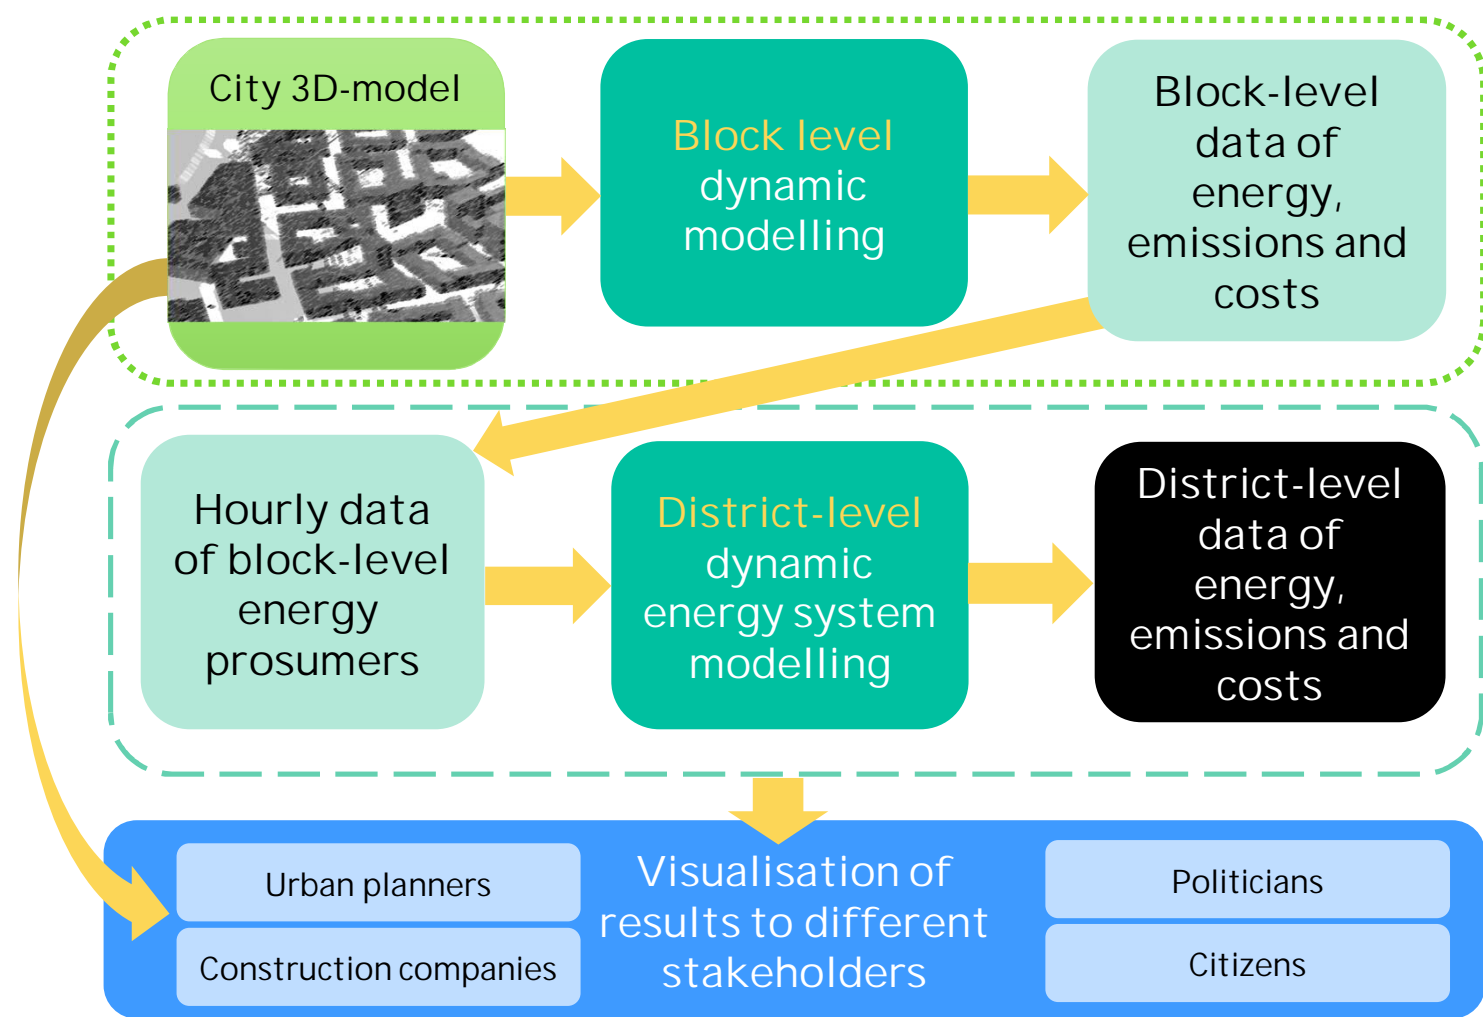 City 3D-model
Block level
dynamic
modelling
Block-level
data of
energy,
emissions and
costs
Hourly data
of block-level
energy
prosumers
District-level
dynamic
energy system
modelling
District-level
data of
energy,
emissions and
costs
Urban planners
Construction companies
Visualisation of
results to different
stakeholders
Politicians
Citizens